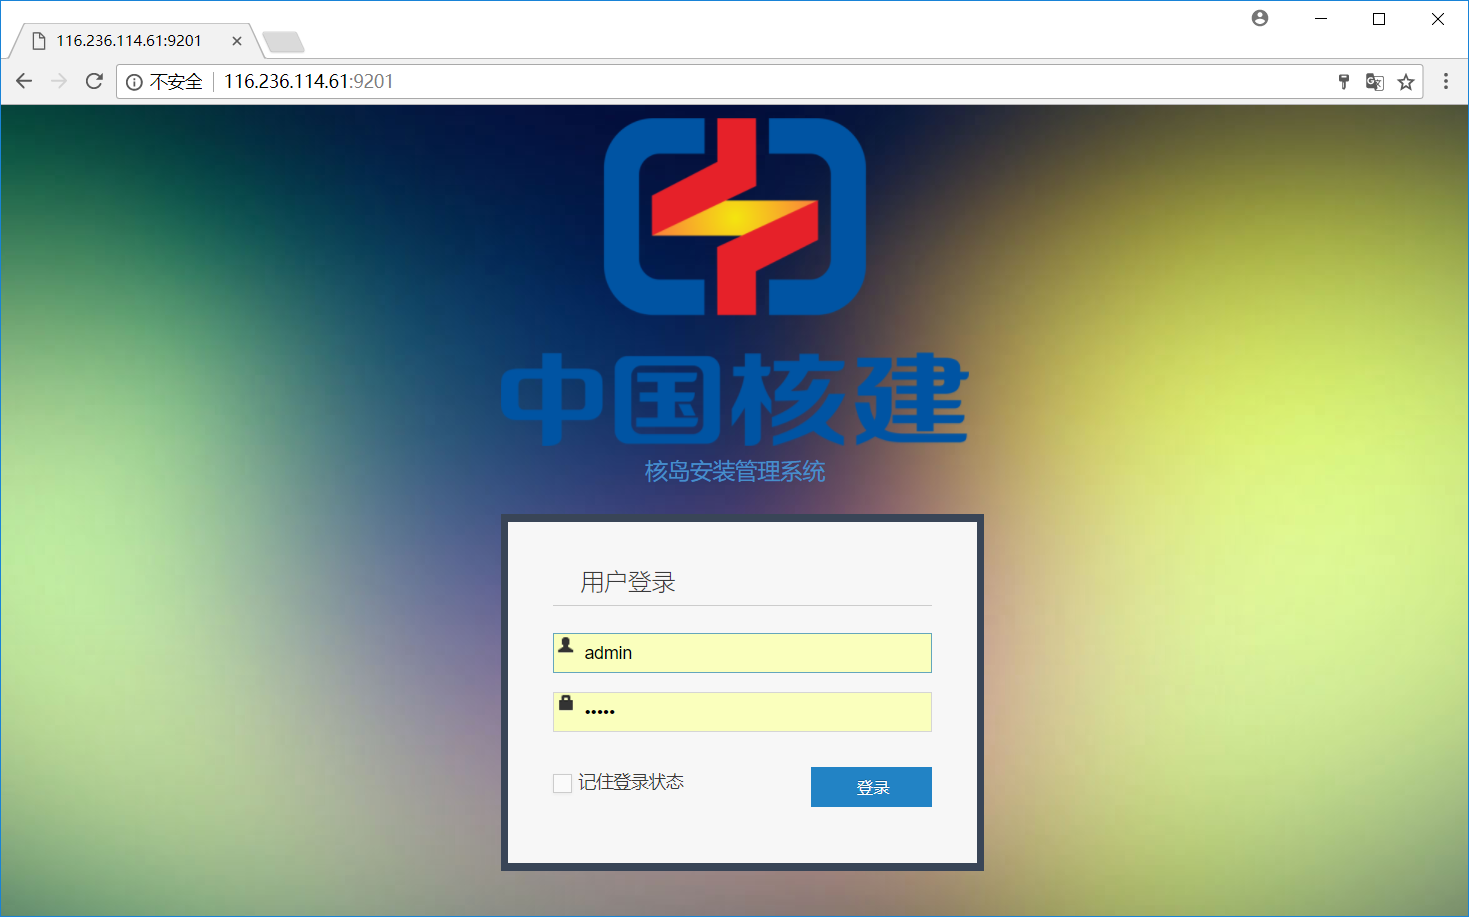 116.236.114.61:9201
不安全 116.236.114.61:9201
中国核建
核岛安装管理系统
用户登录
admin
•••••
记住登录状态
登录